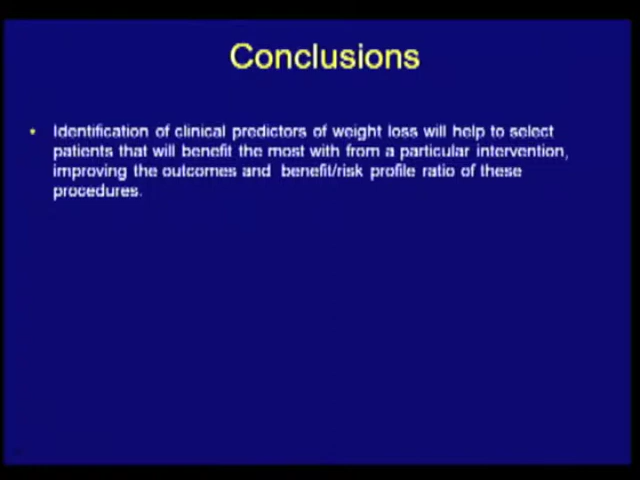 Conclusions
• Identification of clinical predictors of weight loss will help to select
patients that will benefit the most with from a particular intervention,
improving the outcomes and benefit/risk profile ratio of these
procedures.